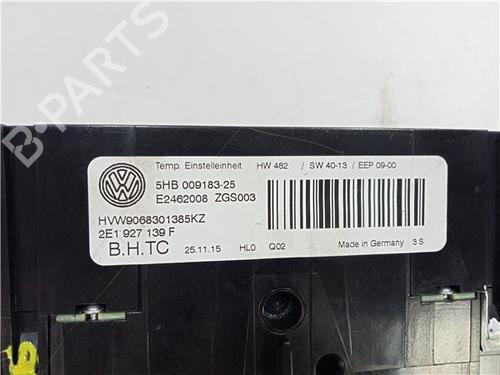 Temp. Einstelleinheit HW 482 / SW 40-13 / EEP 09-00
5HB 009183-25
E2462008 ZGS003
HVW9068301385KZ
2E1 927 139 F
B.H.TC 25.11.15 HL0 Q02 Made in Germany 3 S